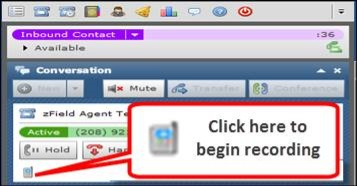 Inbound Contact :36
Available
Conversation
New Mute Transfer Conference
zField Agent Te
Active (208) 92
Hold Ha
Click here to
begin recording